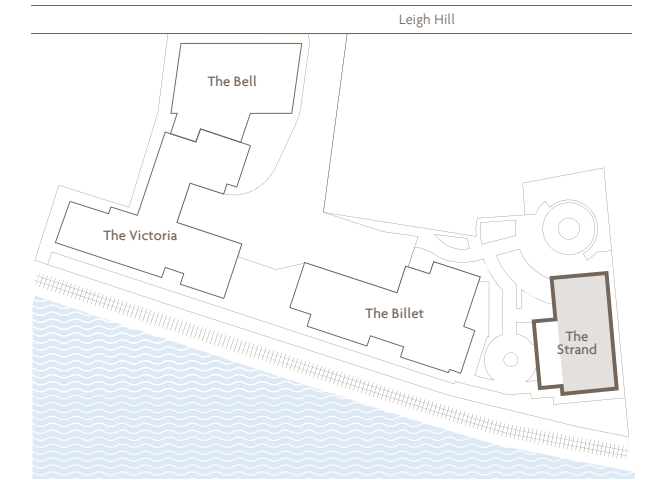 Leigh Hill
The Bell
The Victoria
The Billet
The
Strand